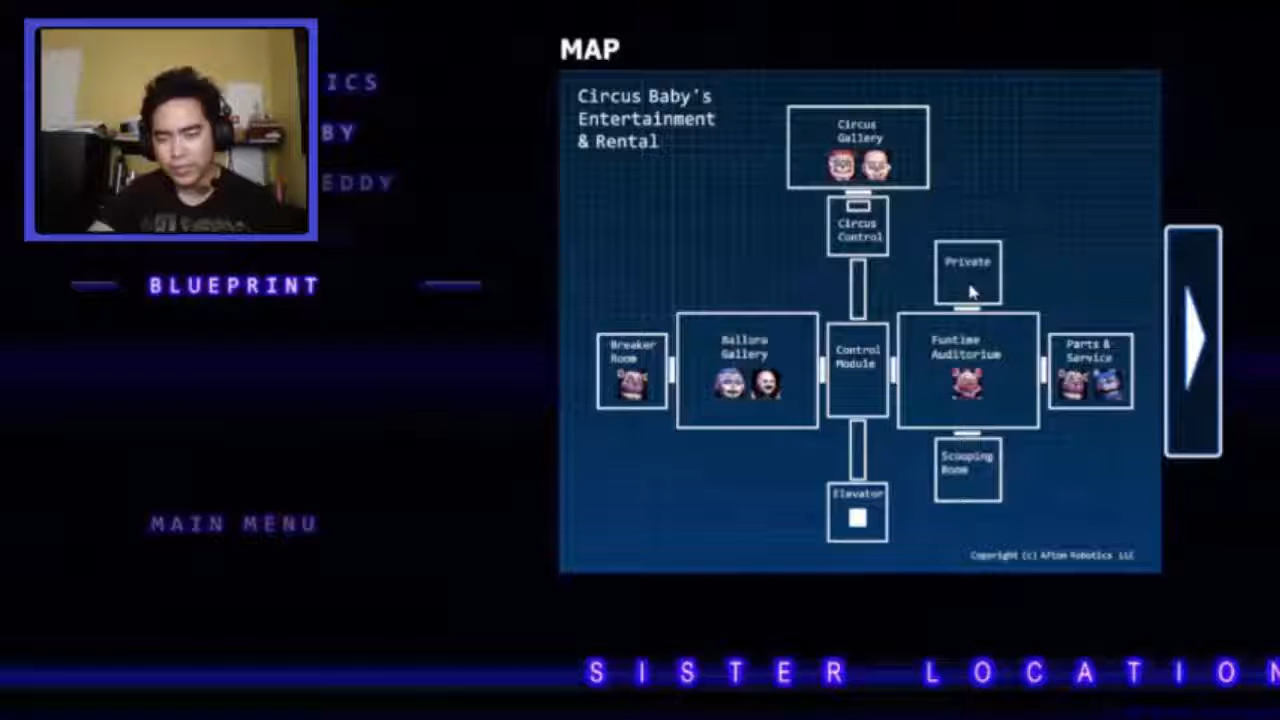 MAP
ICS
BY
EDDY
BLUEPRINT
MAIN MENU
Circus Baby's
Entertainment
& Rental
Circus
Gallery
Circus
Control
Private
Breaker
Room
Ballora
Gallery
Control
Module
Funtime
Auditorium
Parts &
Service
Scooping
Room
Elevator
Copyright (c) Afton Robotics LLC
SISTER LOCATION